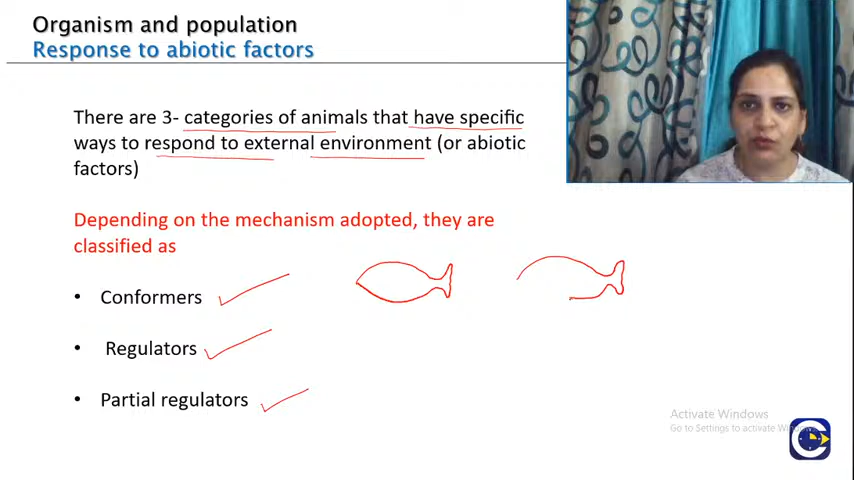 Organism and population
Response to abiotic factors
There are 3- categories of animals that have specific
ways to respond to external environment (or abiotic
factors)
Depending on the mechanism adopted, they are
classified as
• Conformers
• Regulators
• Partial regulators
Activate Windows
Go to Settings to activate Windows.